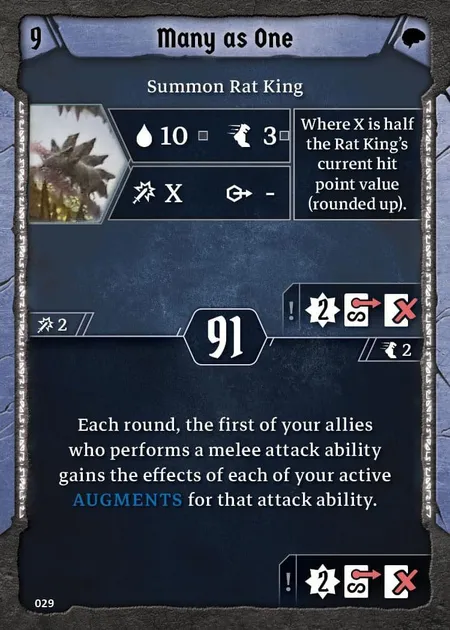 9
Many as One
Summon Rat King
10
3
X
-
Where X is half
the Rat King's
current hit
point value
(rounded up).
! 2
2
91
2
Each round, the first of your allies
who performs a melee attack ability
gains the effects of each of your active
AUGMENTS for that attack ability.
! 2
029